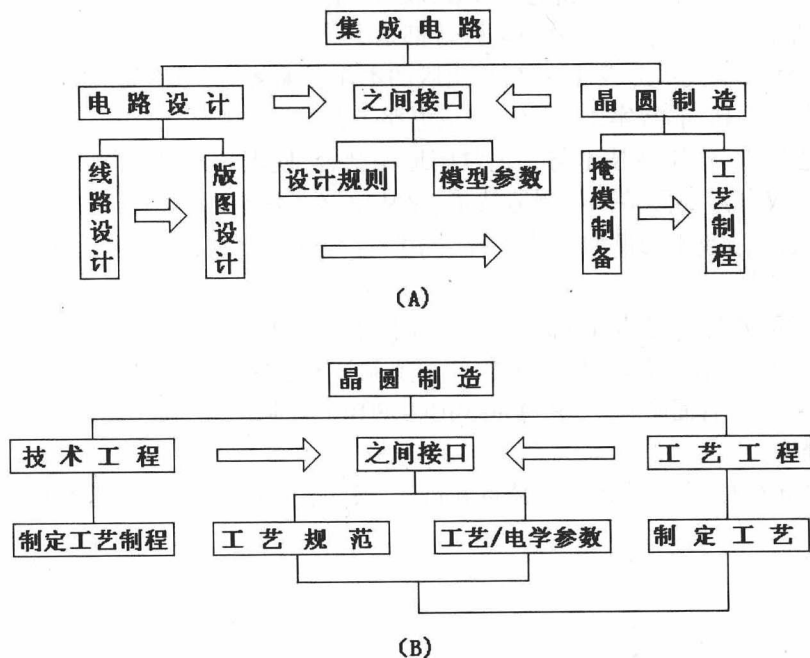 集成电路
电路设计 之间接口 晶圆制造
线路设计 版图设计 设计规则 模型参数 掩模制备 工艺制程
(A)
晶圆制造
技术工程 之间接口 工艺工程
制定工艺制程 工艺规范 工艺/电学参数 制定工艺
(B)